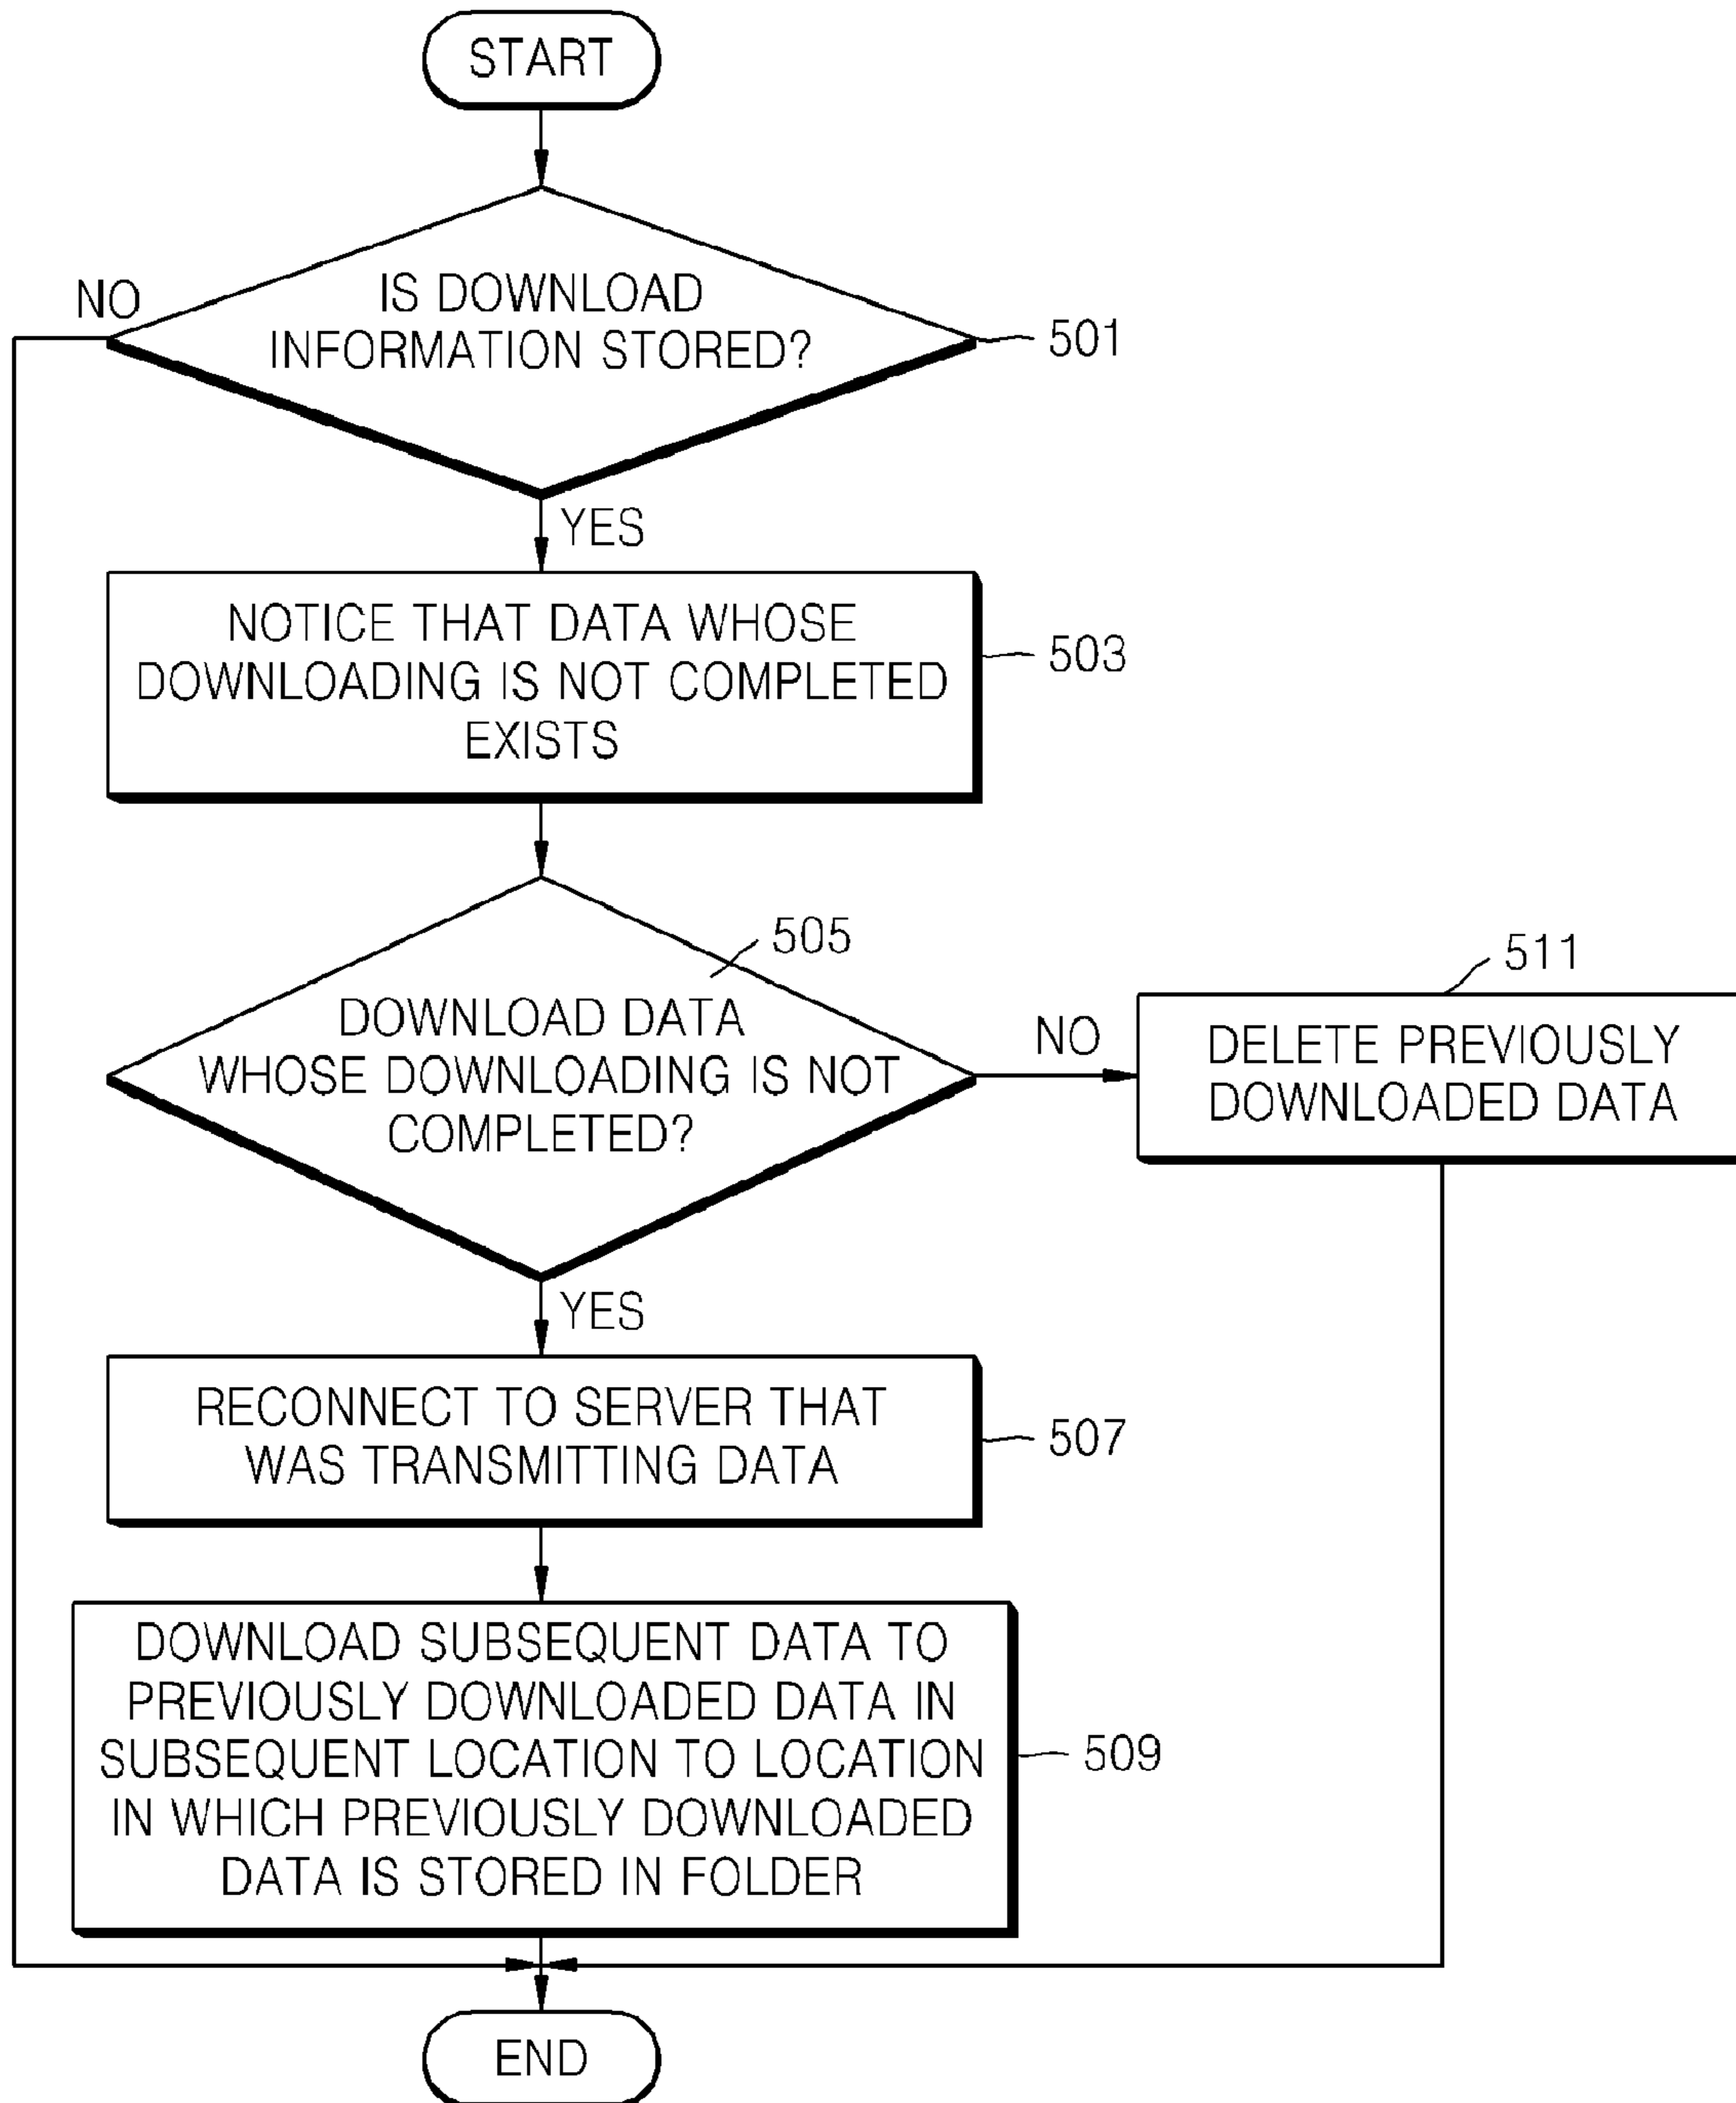 START
NO
IS DOWNLOAD
INFORMATION STORED?
501
YES
NOTICE THAT DATA WHOSE
DOWNLOADING IS NOT COMPLETED
EXISTS
503
505
DOWNLOAD DATA
WHOSE DOWNLOADING IS NOT
COMPLETED?
NO
511
DELETE PREVIOUSLY
DOWNLOADED DATA
YES
RECONNECT TO SERVER THAT
WAS TRANSMITTING DATA
507
DOWNLOAD SUBSEQUENT DATA TO
PREVIOUSLY DOWNLOADED DATA IN
SUBSEQUENT LOCATION TO LOCATION
IN WHICH PREVIOUSLY DOWNLOADED
DATA IS STORED IN FOLDER
509
END